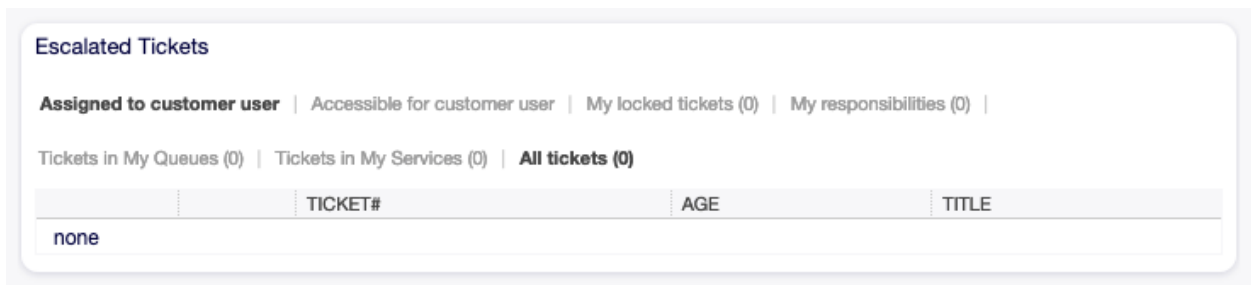 Escalated Tickets
Assigned to customer user | Accessible for customer user | My locked tickets (0) | My responsibilities (0) |
Tickets in My Queues (0) | Tickets in My Services (0) | All tickets (0)
TICKET# AGE TITLE
none